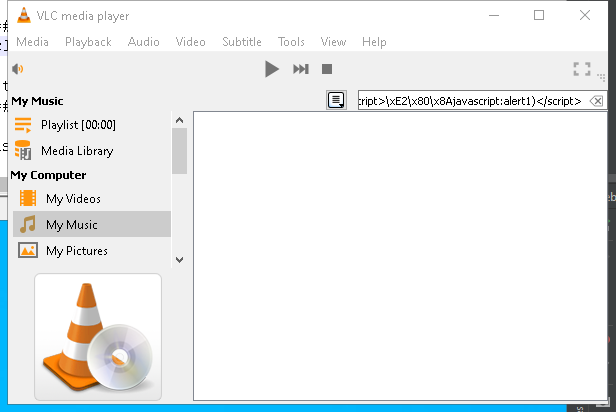 VLC media player
Media Playback Audio Video Subtitle Tools View Help
My Music
cript>\xE2\x80\x8Ajavascript:alert1)</script>
Playlist [00:00]
Media Library
My Computer
My Videos
My Music
My Pictures